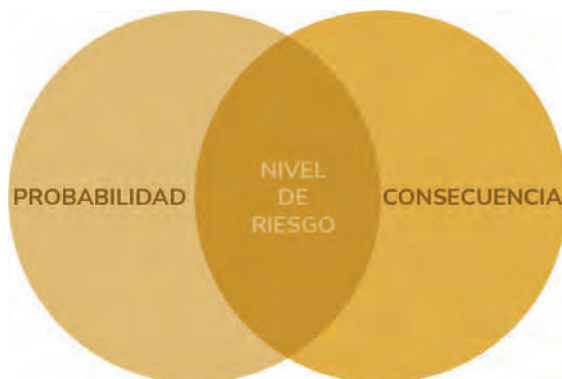 PROBABILIDAD
NIVEL
DE
RIESGO
CONSECUENCIA